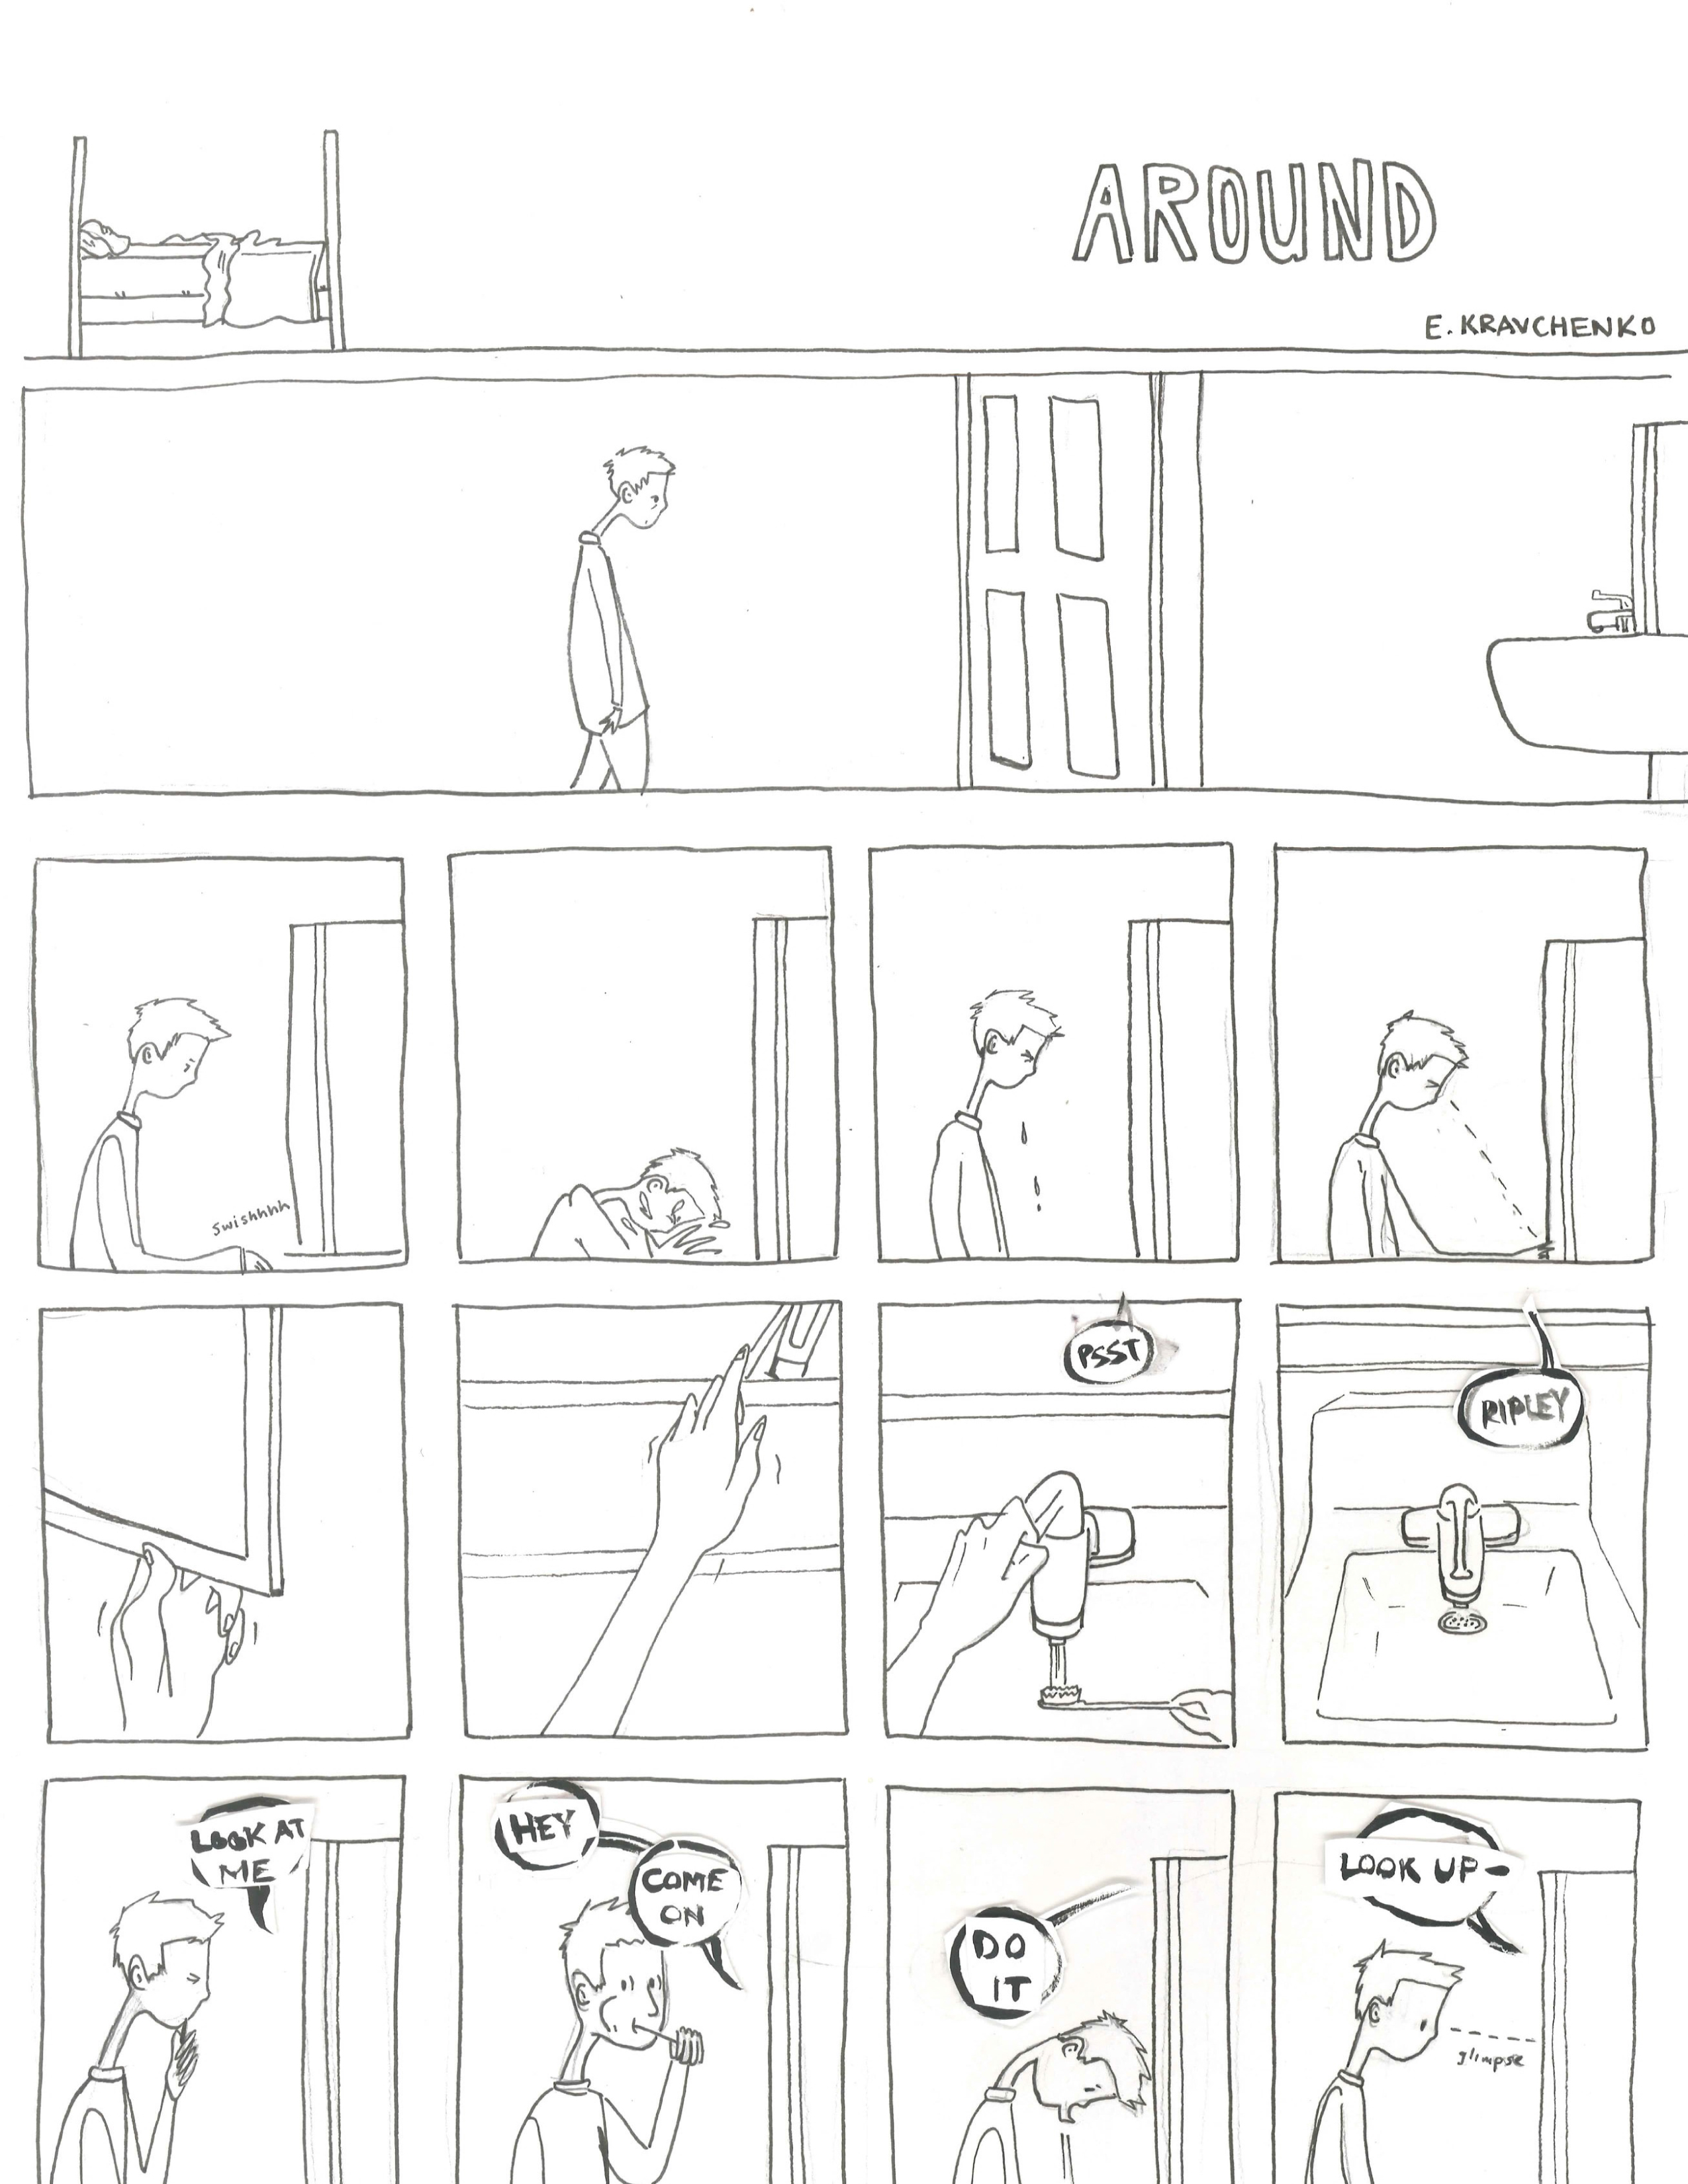 AROUND
E. KRAVCHENKO
swishhhh
PSST
RIPLEY
LOOK AT
ME
HEY
COME
ON
DO
IT
LOOK UP-
glimpse